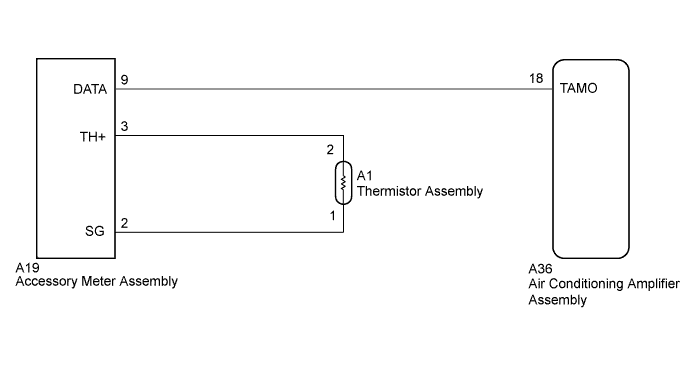 DATA 9 18 TAMO
TH+ 3
2
A1
Thermistor Assembly
1
SG 2
A19
Accessory Meter Assembly
A36
Air Conditioning Amplifier
Assembly